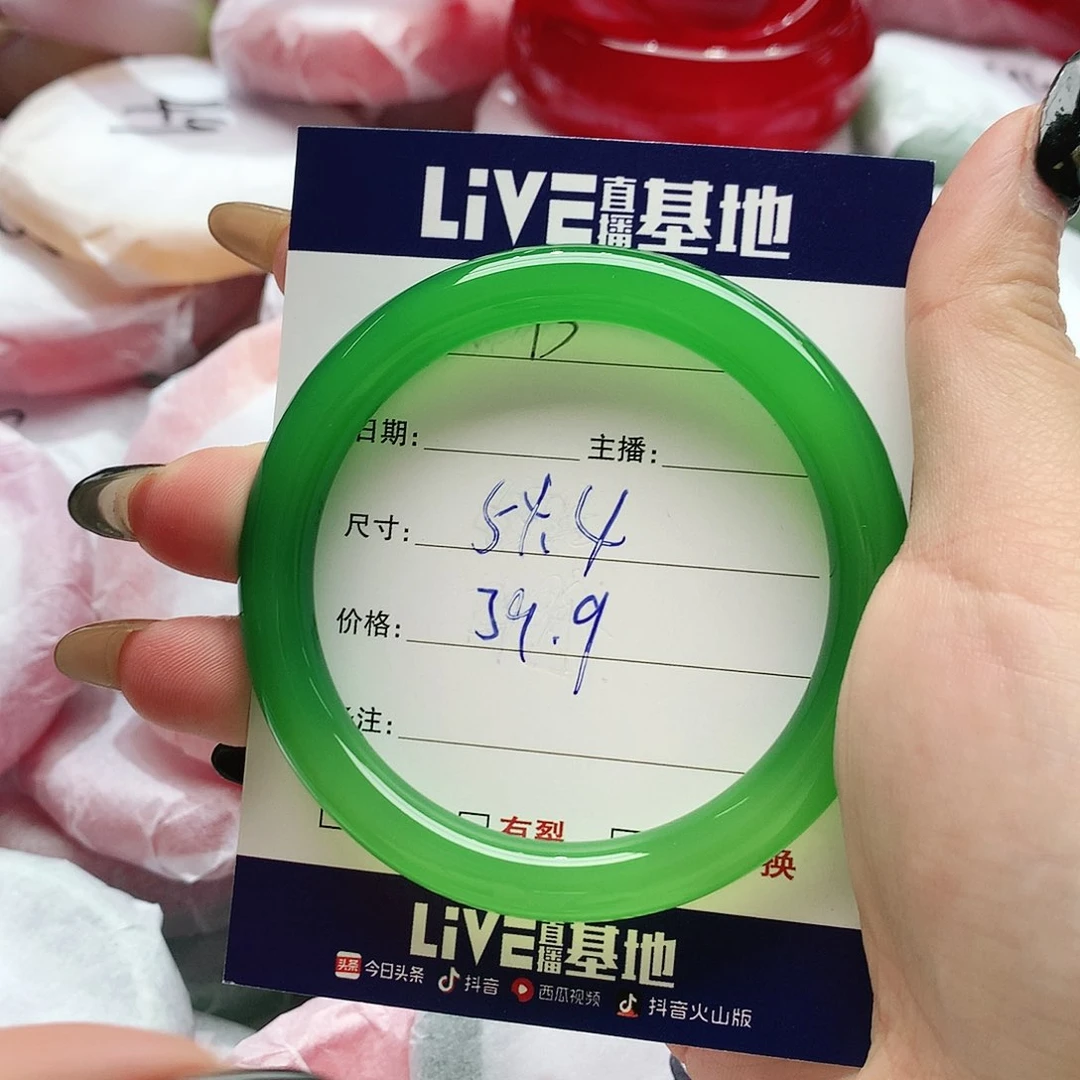 LiVE直播基地
D
日期:
主播:
尺寸: 54.4
价格: 39.9
注:
有裂
换
LiVE直播基地
头条 今日头条 抖音 西瓜视频 抖音火山版